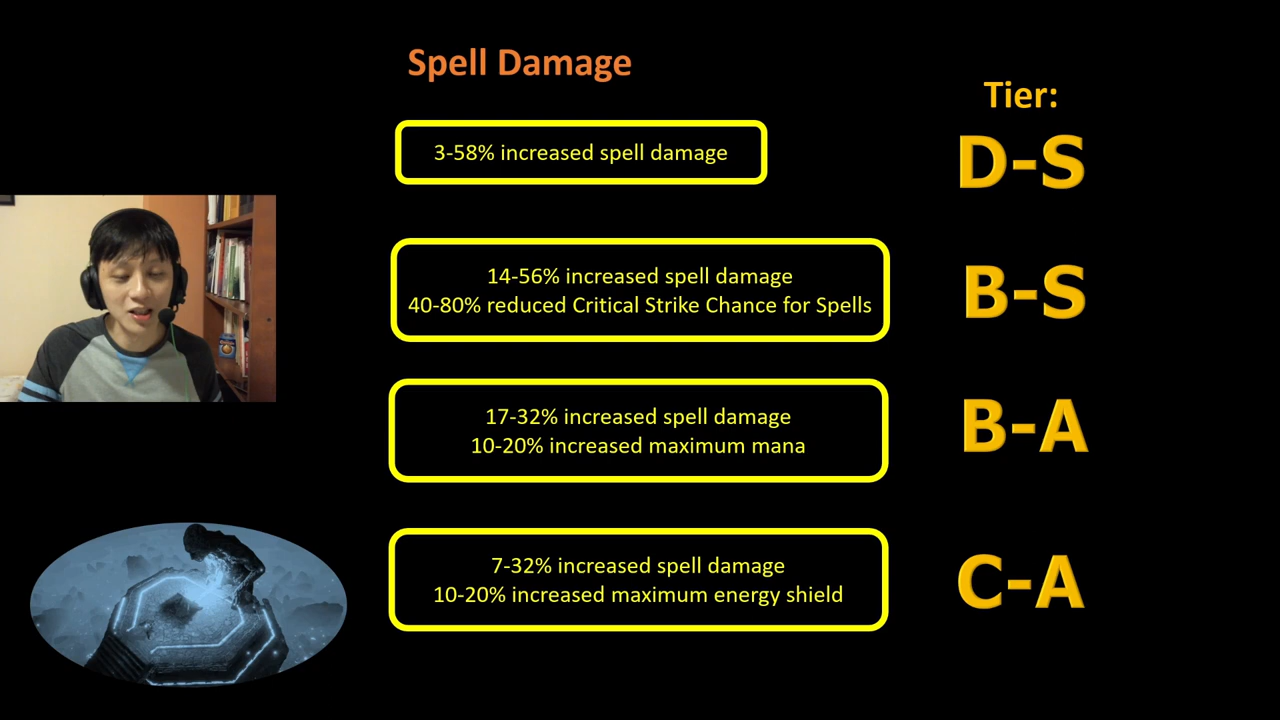 Spell Damage
Tier:
3-58% increased spell damage
D-S
14-56% increased spell damage
40-80% reduced Critical Strike Chance for Spells
B-S
17-32% increased spell damage
10-20% increased maximum mana
B-A
7-32% increased spell damage
10-20% increased maximum energy shield
C-A